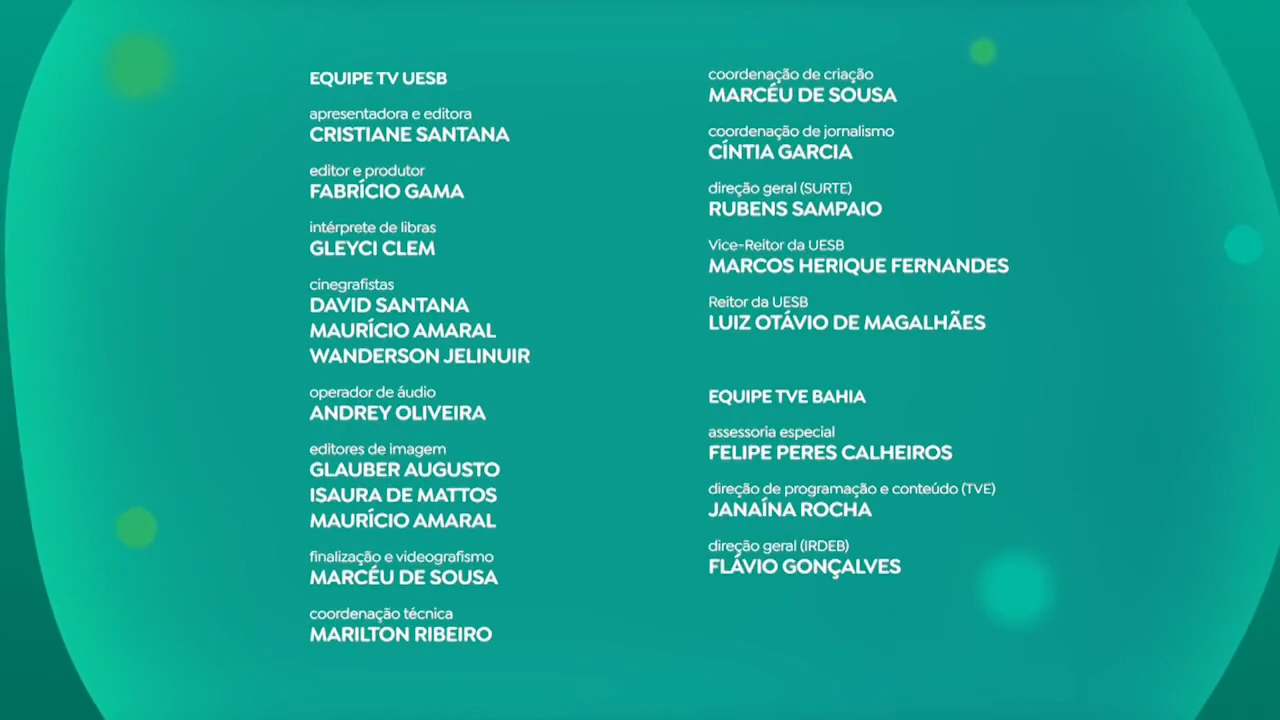 EQUIPE TV UESB
apresentadora e editora
CRISTIANE SANTANA
editor e produtor
FABRÍCIO GAMA
intérprete de libras
GLEYCI CLEM
cinegrafistas
DAVID SANTANA
MAURÍCIO AMARAL
WANDERSON JELINUIR
operador de áudio
ANDREY OLIVEIRA
editores de imagem
GLAUBER AUGUSTO
ISAURA DE MATTOS
MAURÍCIO AMARAL
finalização e videografismo
MARCÉU DE SOUSA
coordenação técnica
MARILTON RIBEIRO
coordenação de criação
MARCÉU DE SOUSA
coordenação de jornalismo
CÍNTIA GARCIA
direção geral (SURTE)
RUBENS SAMPAIO
Vice-Reitor da UESB
MARCOS HERIQUE FERNANDES
Reitor da UESB
LUIZ OTÁVIO DE MAGALHÃES
EQUIPE TVE BAHIA
assessoria especial
FELIPE PERES CALHEIROS
direção de programação e conteúdo (TVE)
JANAÍNA ROCHA
direção geral (IRDEB)
FLÁVIO GONÇALVES